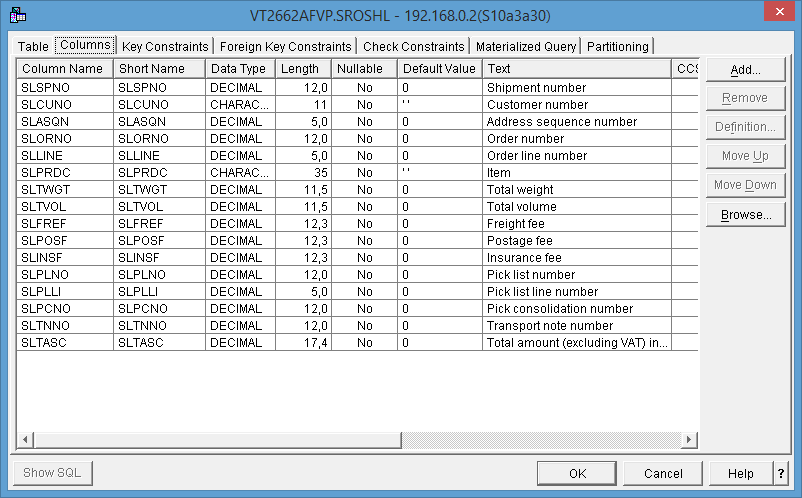 VT2662AFVP.SROSHL - 192.168.0.2(S10a3a30)
Table Columns Key Constraints Foreign Key Constraints Check Constraints Materialized Query Partitioning
Column Name Short Name Data Type Length Nullable Default Value Text CCS
SLSPNO SLSPNO DECIMAL 12,0 No 0 Shipment number
SLCUNO SLCUNO CHARAC... 11 No ' ' Customer number
SLASQN SLASQN DECIMAL 5,0 No 0 Address sequence number
SLORNO SLORNO DECIMAL 12,0 No 0 Order number
SLLINE SLLINE DECIMAL 5,0 No 0 Order line number
SLPRDC SLPRDC CHARAC... 35 No ' ' Item
SLTWGT SLTWGT DECIMAL 11,5 No 0 Total weight
SLTVOL SLTVOL DECIMAL 11,5 No 0 Total volume
SLFREF SLFREF DECIMAL 12,3 No 0 Freight fee
SLPOSF SLPOSF DECIMAL 12,3 No 0 Postage fee
SLINSF SLINSF DECIMAL 12,3 No 0 Insurance fee
SLPLNO SLPLNO DECIMAL 12,0 No 0 Pick list number
SLPLLI SLPLLI DECIMAL 5,0 No 0 Pick list line number
SLPCNO SLPCNO DECIMAL 12,0 No 0 Pick consolidation number
SLTNNO SLTNNO DECIMAL 12,0 No 0 Transport note number
SLTASC SLTASC DECIMAL 17,4 No 0 Total amount (excluding VAT) in...
Add...
Remove
Definition...
Move Up
Move Down
Browse...
Show SQL OK Cancel Help ?